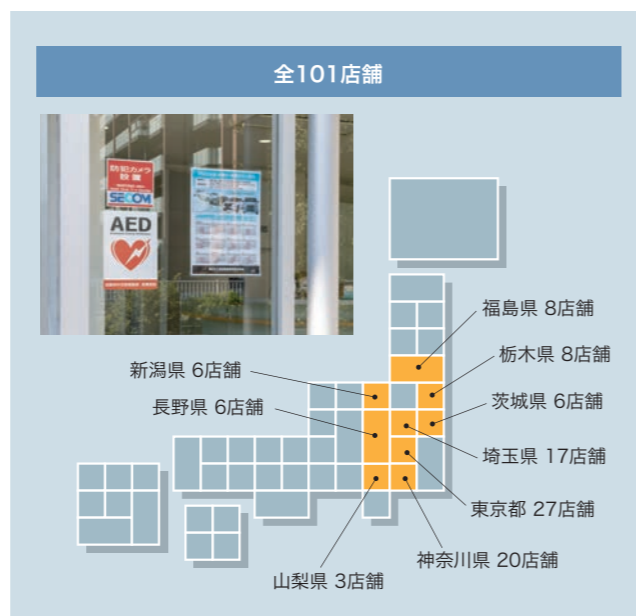 全101店舗
防犯カメラ
設置
SECOM
AED
福島県 8店舗
栃木県 8店舗
新潟県 6店舗
茨城県 6店舗
長野県 6店舗
埼玉県 17店舗
東京都 27店舗
神奈川県 20店舗
山梨県 3店舗